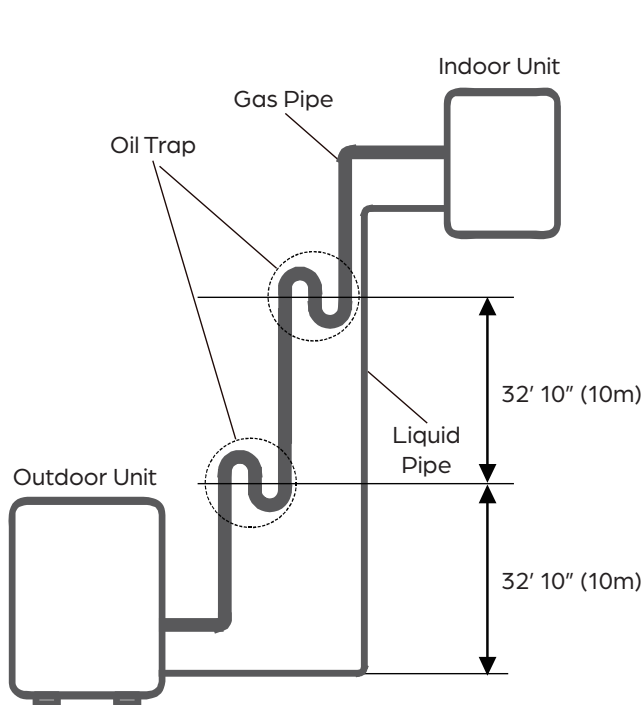 Indoor Unit
Gas Pipe
Oil Trap
32’ 10” (10m)
Liquid
Pipe
Outdoor Unit
32’ 10” (10m)